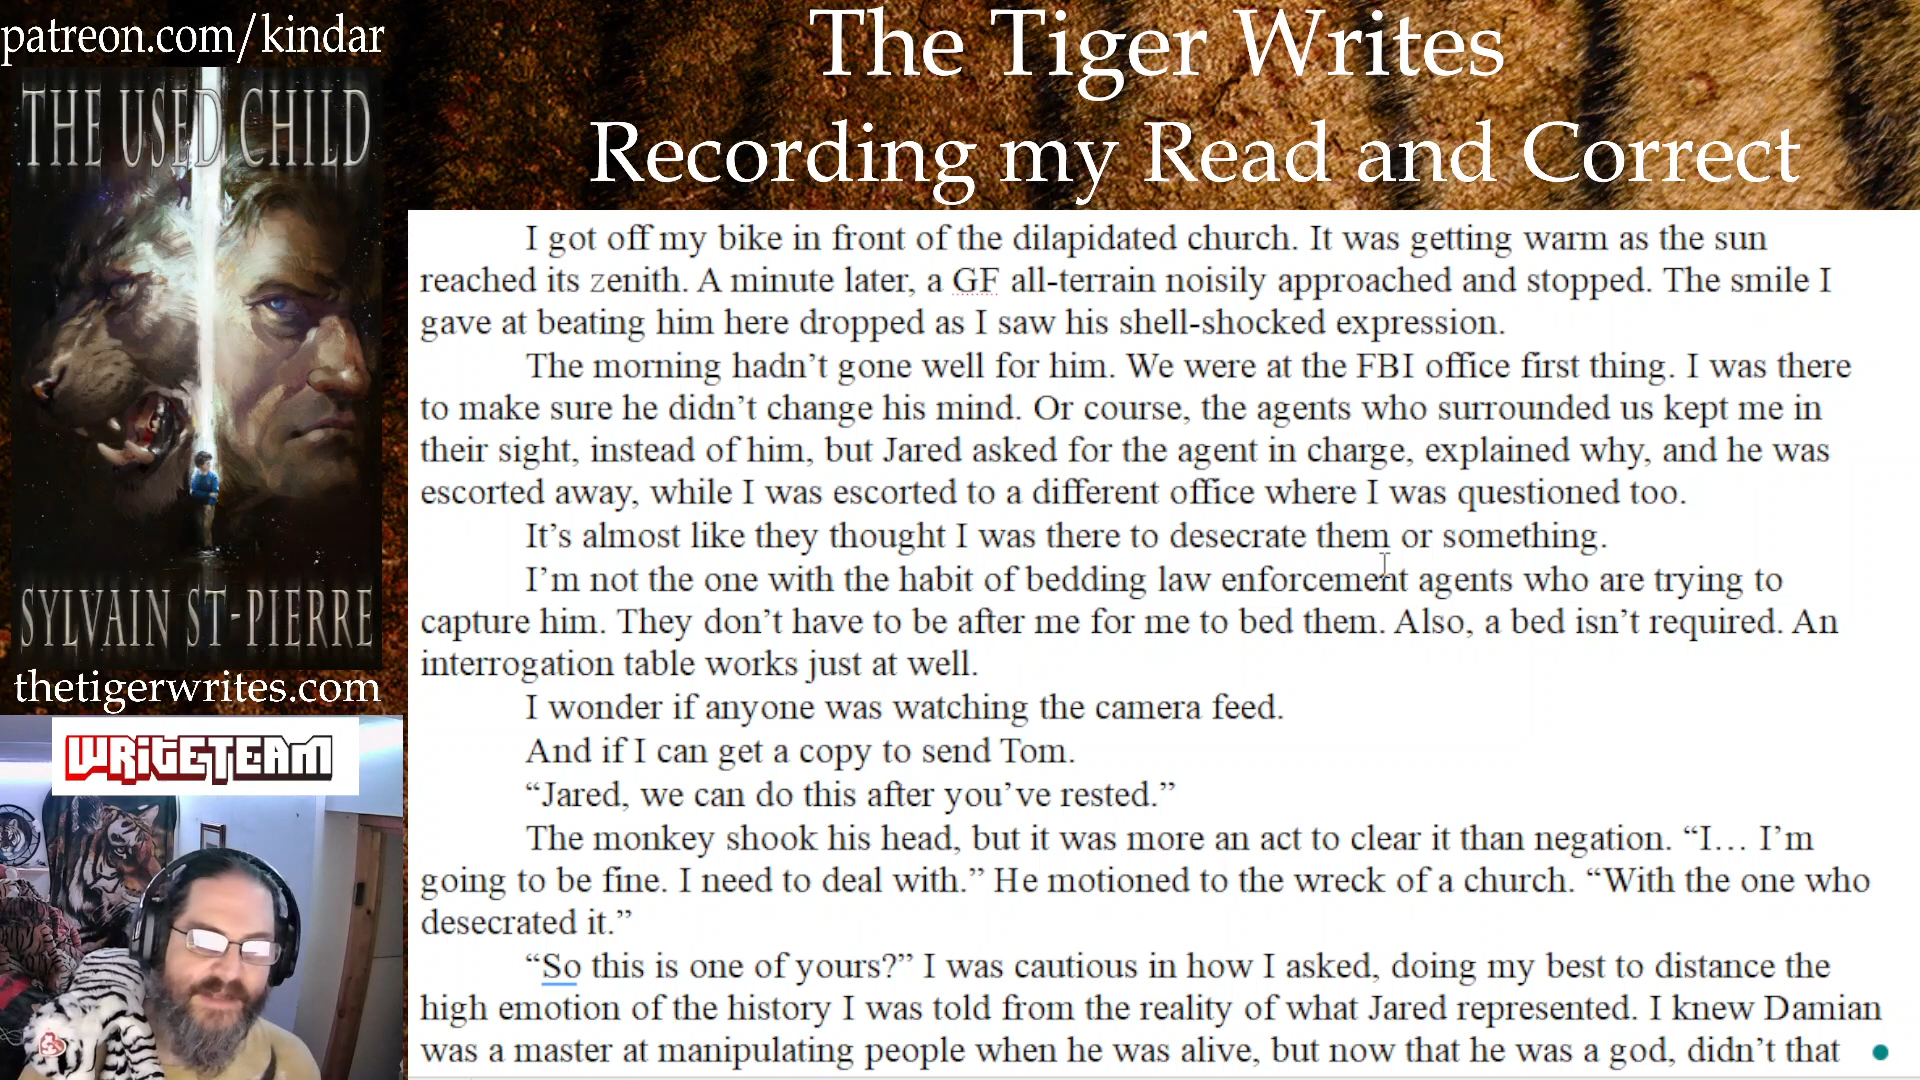 patreon.com/kindar
THE USED CHILD
SYLVAIN ST-PIERRE
thetigerwrites.com
WRITETEAM
The Tiger Writes
Recording my Read and Correct
I got off my bike in front of the dilapidated church. It was getting warm as the sun
reached its zenith. A minute later, a GF all-terrain noisily approached and stopped. The smile I
gave at beating him here dropped as I saw his shell-shocked expression.
The morning hadn’t gone well for him. We were at the FBI office first thing. I was there
to make sure he didn’t change his mind. Or course, the agents who surrounded us kept me in
their sight, instead of him, but Jared asked for the agent in charge, explained why, and he was
escorted away, while I was escorted to a different office where I was questioned too.
It’s almost like they thought I was there to desecrate them or something.
I’m not the one with the habit of bedding law enforcement agents who are trying to
capture him. They don’t have to be after me for me to bed them. Also, a bed isn’t required. An
interrogation table works just at well.
I wonder if anyone was watching the camera feed.
And if I can get a copy to send Tom.
“Jared, we can do this after you’ve rested.”
The monkey shook his head, but it was more an act to clear it than negation. “I… I’m
going to be fine. I need to deal with.” He motioned to the wreck of a church. “With the one who
desecrated it.”
“So this is one of yours?” I was cautious in how I asked, doing my best to distance the
high emotion of the history I was told from the reality of what Jared represented. I knew Damian
was a master at manipulating people when he was alive, but now that he was a god, didn’t that